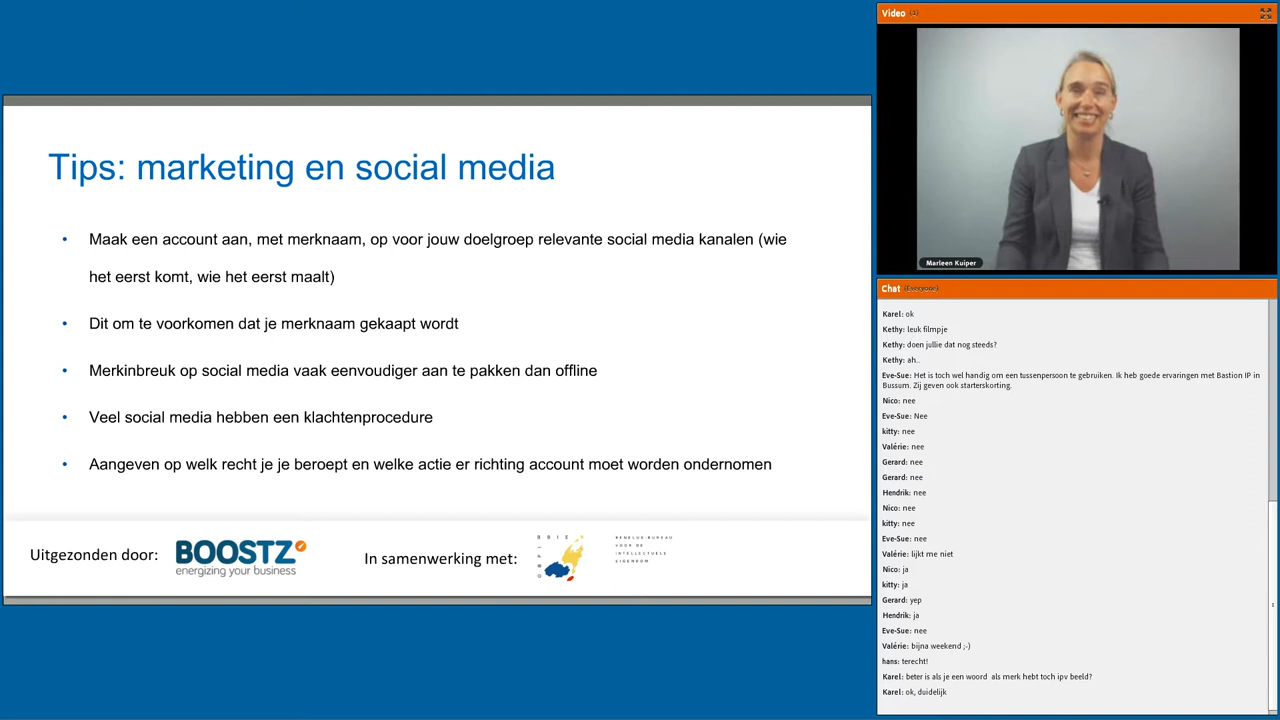 Tips: marketing en social media
• Maak een account aan, met merknaam, op voor jouw doelgroep relevante social media kanalen (wie
het eerst komt, wie het eerst maalt)
• Dit om te voorkomen dat je merknaam gekaapt wordt
• Merkinbreuk op social media vaak eenvoudiger aan te pakken dan offline
• Veel social media hebben een klachtenprocedure
• Aangeven op welk recht je je beroept en welke actie er richting account moet worden ondernomen
Uitgezonden door:
BOOSTZ
energizing your business
In samenwerking met:
BENELUX-BUREAU
VOOR DE
INTELLECTUELE
EIGENDOM
Video (1)
Marleen Kuiper
Chat (Everyone)
Karel: ok
Kethy: leuk filmpje
Kethy: doen jullie dat nog steeds?
Kethy: ah..
Eve-Sue: Het is toch wel handig om een tussenpersoon te gebruiken. Ik heb goede ervaringen met Bastion IP in
Bussum. Zij geven ook starterskorting.
Nico: nee
Eve-Sue: Nee
kitty: nee
Valérie: nee
Gerard: nee
Gerard: nee
Hendrik: nee
Nico: nee
kitty: nee
Eve-Sue: nee
Valérie: lijkt me niet
Nico: ja
kitty: ja
Gerard: yep
Hendrik: ja
Eve-Sue: nee
Valérie: bijna weekend ;-)
hans: terecht!
Karel: beter is als je een woord als merk hebt toch ipv beeld?
Karel: ok, duidelijk